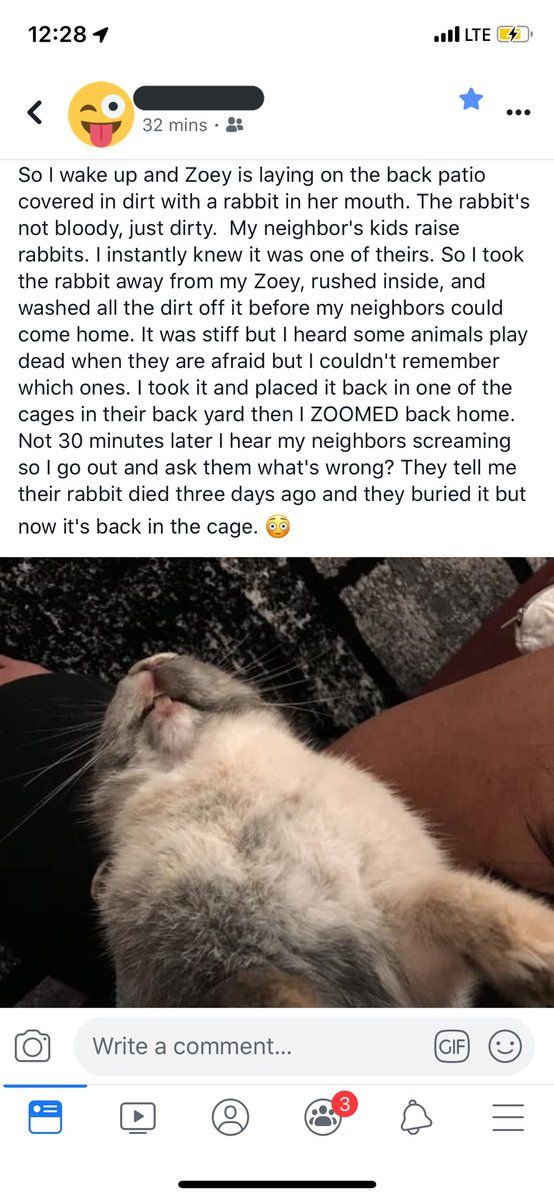 12:28
LTE
32 mins ·
So I wake up and Zoey is laying on the back patio
covered in dirt with a rabbit in her mouth. The rabbit's
not bloody, just dirty.  My neighbor's kids raise
rabbits. I instantly knew it was one of theirs. So I took
the rabbit away from my Zoey, rushed inside, and
washed all the dirt off it before my neighbors could
come home. It was stiff but I heard some animals play
dead when they are afraid but I couldn't remember
which ones. I took it and placed it back in one of the
cages in their back yard then I ZOOMED back home.
Not 30 minutes later I hear my neighbors screaming
so I go out and ask them what's wrong? They tell me
their rabbit died three days ago and they buried it but
now it's back in the cage. 😳
Write a comment...
GIF
3